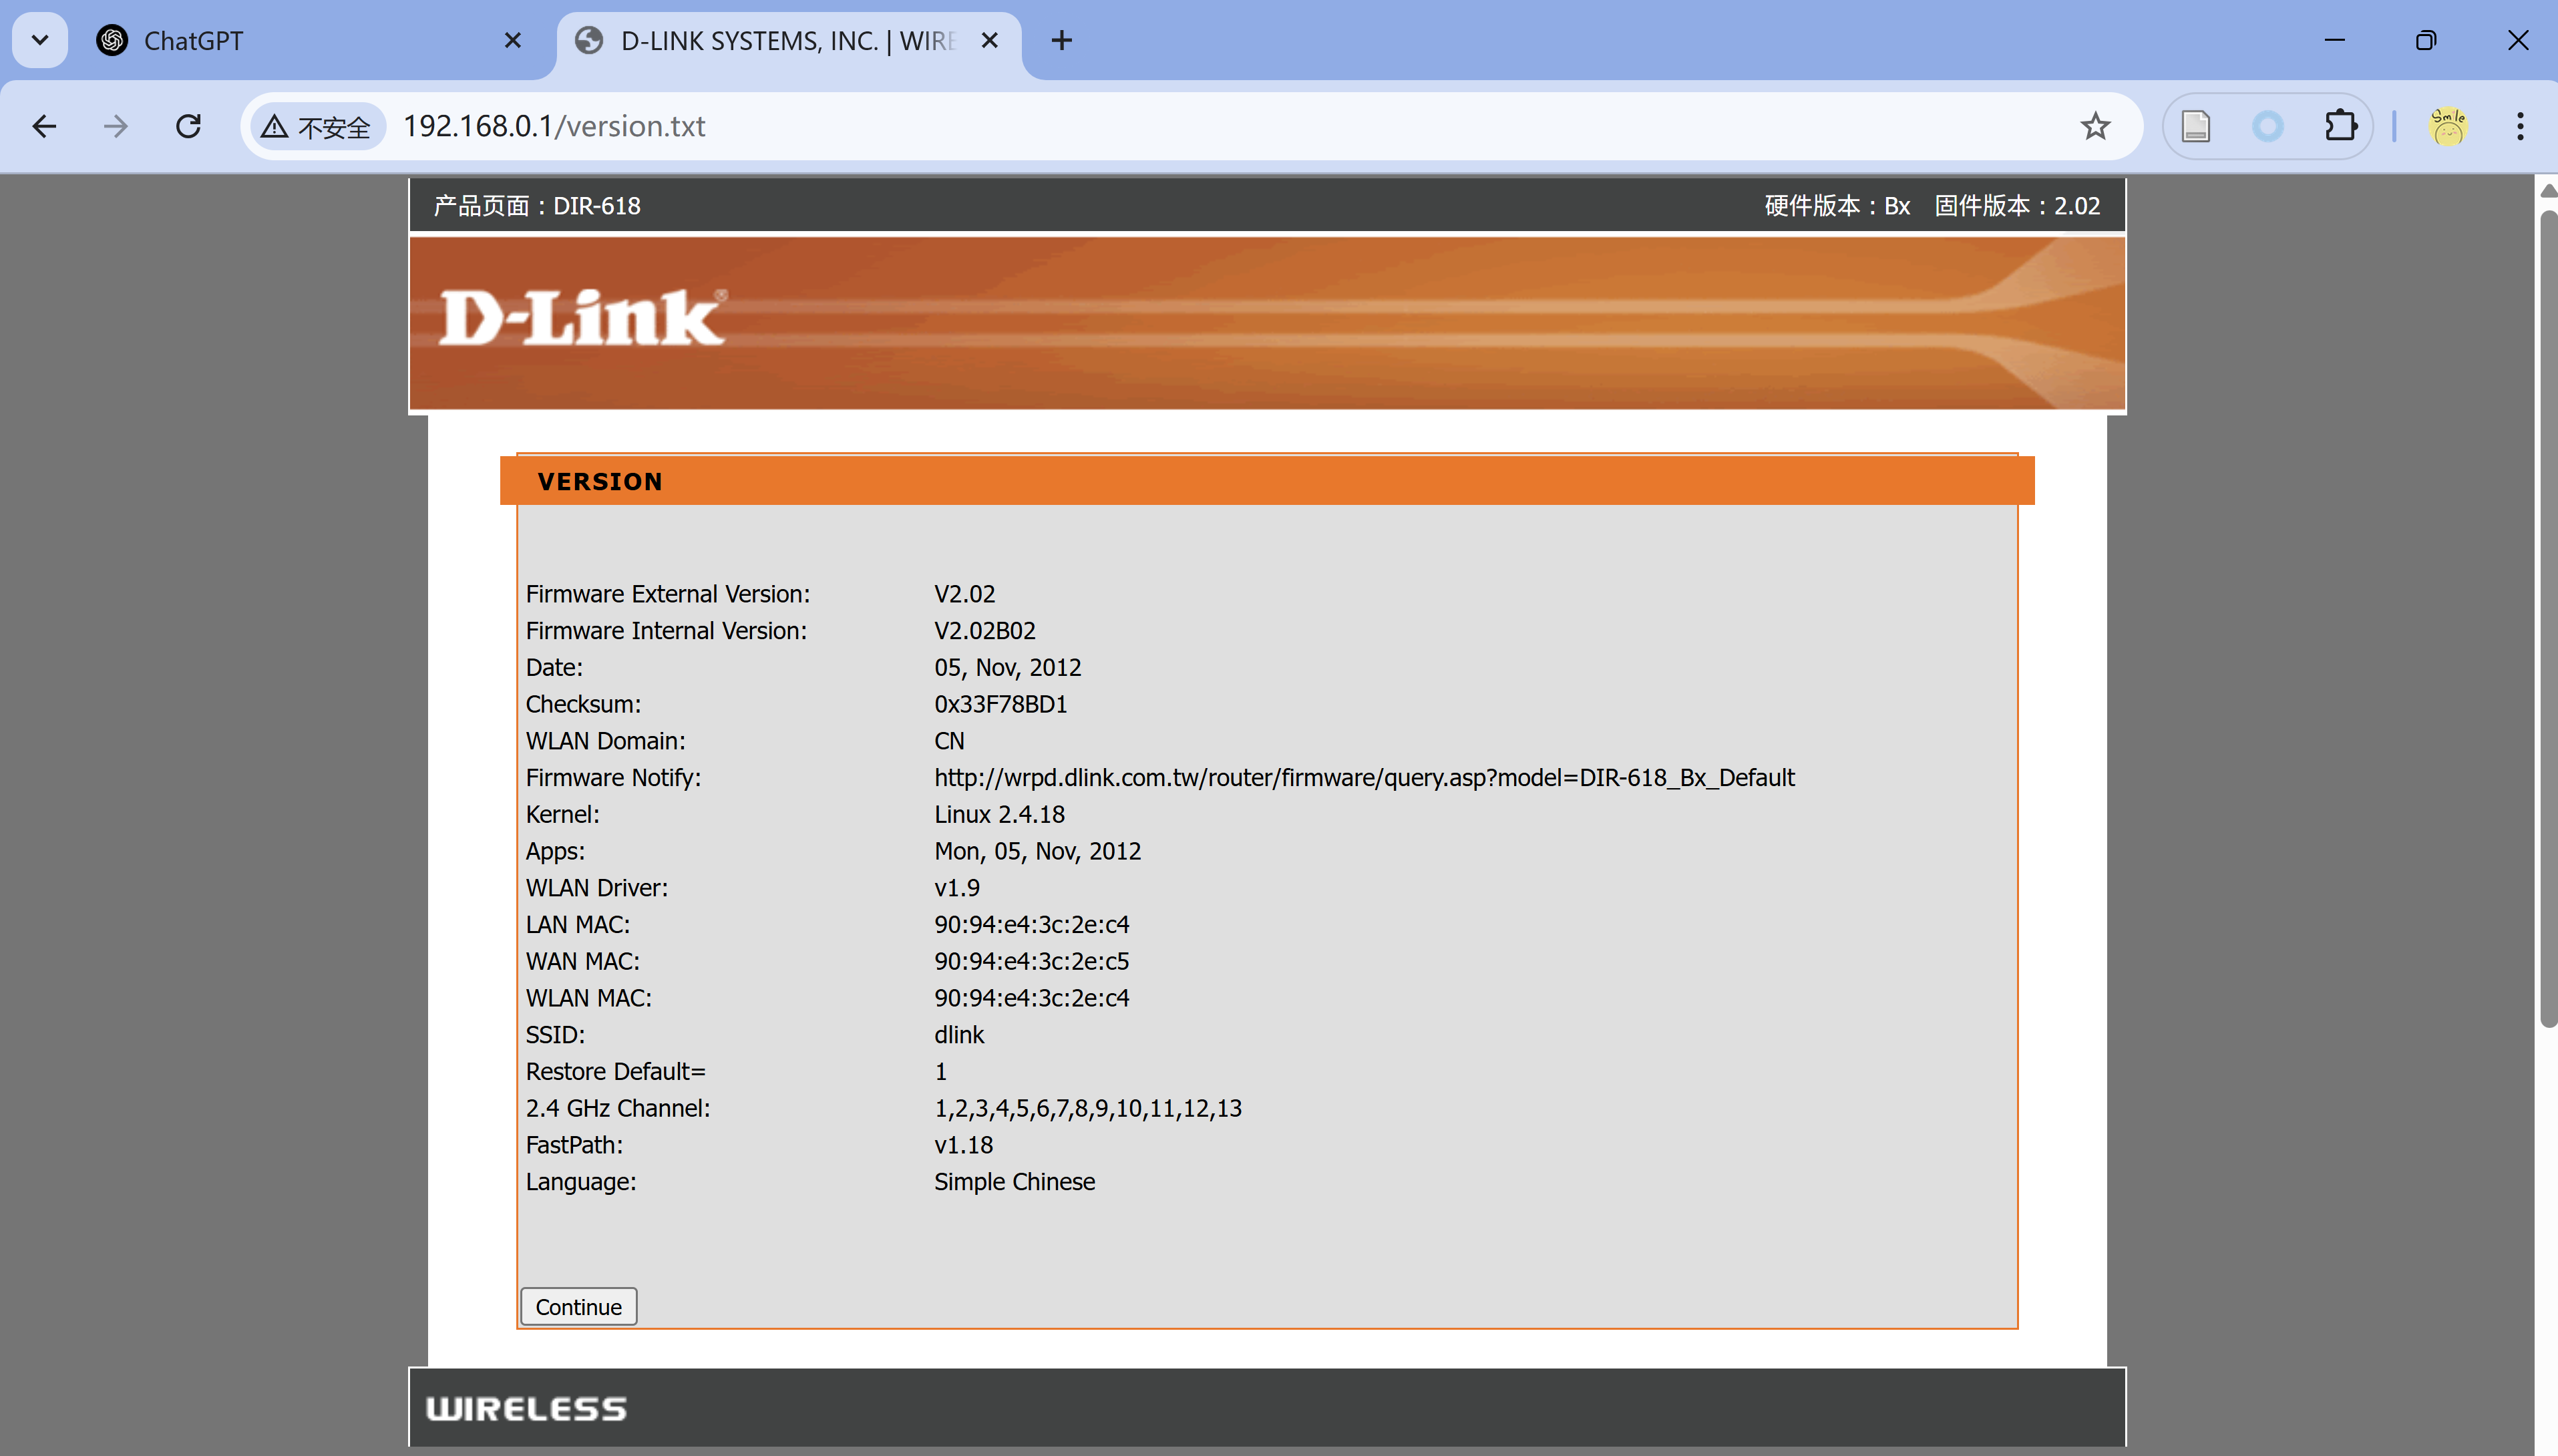 ChatGPT
D-LINK SYSTEMS, INC. | WIRE
不安全 192.168.0.1/version.txt
Smle
产品页面：DIR-618 硬件版本：Bx 固件版本：2.02
D-Link®
VERSION
Firmware External Version: V2.02
Firmware Internal Version: V2.02B02
Date: 05, Nov, 2012
Checksum: 0x33F78BD1
WLAN Domain: CN
Firmware Notify: http://wrpd.dlink.com.tw/router/firmware/query.asp?model=DIR-618_Bx_Default
Kernel: Linux 2.4.18
Apps: Mon, 05, Nov, 2012
WLAN Driver: v1.9
LAN MAC: 90:94:e4:3c:2e:c4
WAN MAC: 90:94:e4:3c:2e:c5
WLAN MAC: 90:94:e4:3c:2e:c4
SSID: dlink
Restore Default= 1
2.4 GHz Channel: 1,2,3,4,5,6,7,8,9,10,11,12,13
FastPath: v1.18
Language: Simple Chinese
Continue
WIRELESS